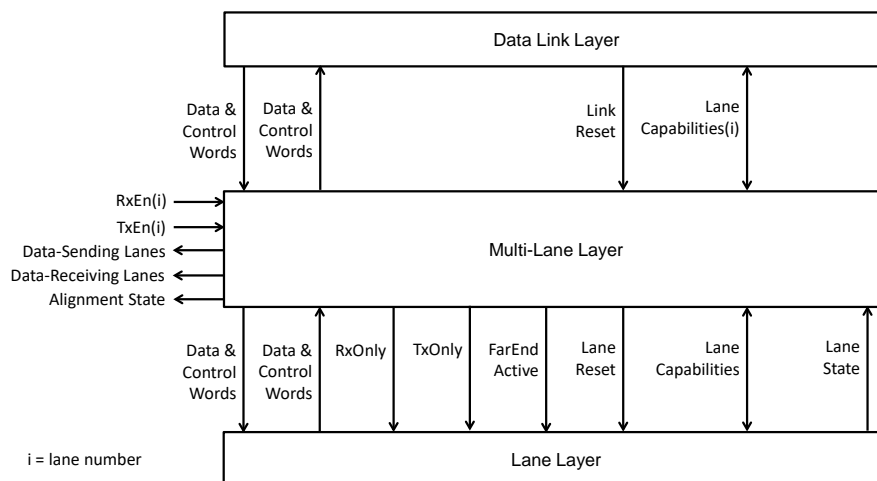 Data Link Layer
Data &
Control
Words
Data &
Control
Words
Link
Reset
Lane
Capabilities(i)
RxEn(i)
TxEn(i)
Data-Sending Lanes
Data-Receiving Lanes
Alignment State
Multi-Lane Layer
Data &
Control
Words
Data &
Control
Words
RxOnly
TxOnly
FarEnd
Active
Lane
Reset
Lane
Capabilities
Lane
State
i = lane number
Lane Layer